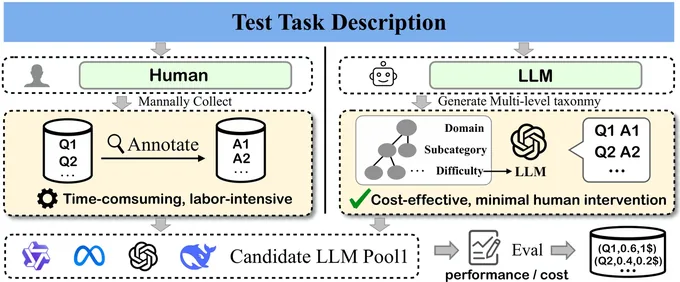 Test Task Description
Human
Mannally Collect
Q1
Q2
...
Annotate
A1
A2
...
Time-comsuming, labor-intensive
LLM
Generate Multi-level taxonmy
Domain
Subcategory
... Difficulty
LLM
Q1 A1
Q2 A2
...
Cost-effective, minimal human intervention
Candidate LLM Pool1
Eval
performance / cost
(Q1,0.6,1$)
(Q2,0.4,0.2$)
...